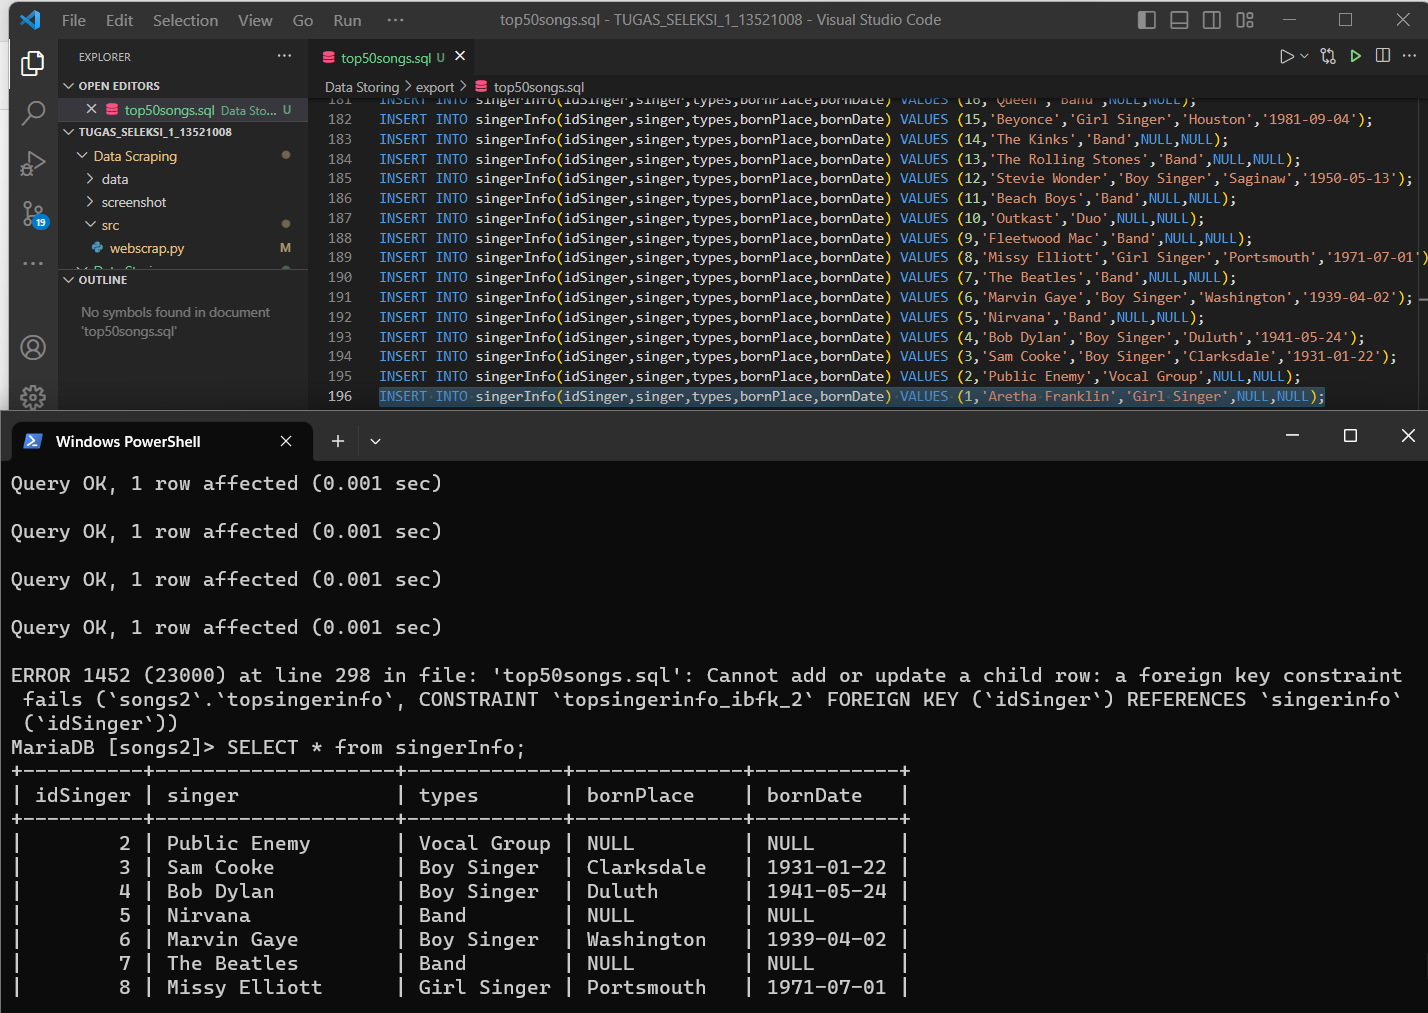 File Edit Selection View Go Run ··· top50songs.sql - TUGAS_SELEKSI_1_13521008 - Visual Studio Code
EXPLORER ···
OPEN EDITORS
top50songs.sql Data Sto... U
TUGAS_SELEKSI_1_13521008
Data Scraping
data
screenshot
src
webscrap.py M
OUTLINE
No symbols found in document
'top50songs.sql'
19
top50songs.sql U
Data Storing > export > top50songs.sql
181 INSERT INTO singerInfo(idSinger,singer,types,bornPlace,bornDate) VALUES (16,'Queen','Band',NULL,NULL);
182 INSERT INTO singerInfo(idSinger,singer,types,bornPlace,bornDate) VALUES (15,'Beyonce','Girl Singer','Houston','1981-09-04');
183 INSERT INTO singerInfo(idSinger,singer,types,bornPlace,bornDate) VALUES (14,'The Kinks','Band',NULL,NULL);
184 INSERT INTO singerInfo(idSinger,singer,types,bornPlace,bornDate) VALUES (13,'The Rolling Stones','Band',NULL,NULL);
185 INSERT INTO singerInfo(idSinger,singer,types,bornPlace,bornDate) VALUES (12,'Stevie Wonder','Boy Singer','Saginaw','1950-05-13');
186 INSERT INTO singerInfo(idSinger,singer,types,bornPlace,bornDate) VALUES (11,'Beach Boys','Band',NULL,NULL);
187 INSERT INTO singerInfo(idSinger,singer,types,bornPlace,bornDate) VALUES (10,'Outkast','Duo',NULL,NULL);
188 INSERT INTO singerInfo(idSinger,singer,types,bornPlace,bornDate) VALUES (9,'Fleetwood Mac','Band',NULL,NULL);
189 INSERT INTO singerInfo(idSinger,singer,types,bornPlace,bornDate) VALUES (8,'Missy Elliott','Girl Singer','Portsmouth','1971-07-01')
190 INSERT INTO singerInfo(idSinger,singer,types,bornPlace,bornDate) VALUES (7,'The Beatles','Band',NULL,NULL);
191 INSERT INTO singerInfo(idSinger,singer,types,bornPlace,bornDate) VALUES (6,'Marvin Gaye','Boy Singer','Washington','1939-04-02');
192 INSERT INTO singerInfo(idSinger,singer,types,bornPlace,bornDate) VALUES (5,'Nirvana','Band',NULL,NULL);
193 INSERT INTO singerInfo(idSinger,singer,types,bornPlace,bornDate) VALUES (4,'Bob Dylan','Boy Singer','Duluth','1941-05-24');
194 INSERT INTO singerInfo(idSinger,singer,types,bornPlace,bornDate) VALUES (3,'Sam Cooke','Boy Singer','Clarksdale','1931-01-22');
195 INSERT INTO singerInfo(idSinger,singer,types,bornPlace,bornDate) VALUES (2,'Public Enemy','Vocal Group',NULL,NULL);
196 INSERT INTO singerInfo(idSinger,singer,types,bornPlace,bornDate) VALUES (1,'Aretha Franklin','Girl Singer',NULL,NULL);
Windows PowerShell
Query OK, 1 row affected (0.001 sec)
Query OK, 1 row affected (0.001 sec)
Query OK, 1 row affected (0.001 sec)
Query OK, 1 row affected (0.001 sec)
ERROR 1452 (23000) at line 298 in file: 'top50songs.sql': Cannot add or update a child row: a foreign key constraint
fails (`songs2`.`topsingerinfo`, CONSTRAINT `topsingerinfo_ibfk_2` FOREIGN KEY (`idSinger`) REFERENCES `singerinfo`
(`idSinger`))
MariaDB [songs2]> SELECT * from singerInfo;
+----------+--------------------+-------------+--------------+------------+
| idSinger | singer | types | bornPlace | bornDate |
+----------+--------------------+-------------+--------------+------------+
| 2 | Public Enemy | Vocal Group | NULL | NULL |
| 3 | Sam Cooke | Boy Singer | Clarksdale | 1931-01-22 |
| 4 | Bob Dylan | Boy Singer | Duluth | 1941-05-24 |
| 5 | Nirvana | Band | NULL | NULL |
| 6 | Marvin Gaye | Boy Singer | Washington | 1939-04-02 |
| 7 | The Beatles | Band | NULL | NULL |
| 8 | Missy Elliott | Girl Singer | Portsmouth | 1971-07-01 |